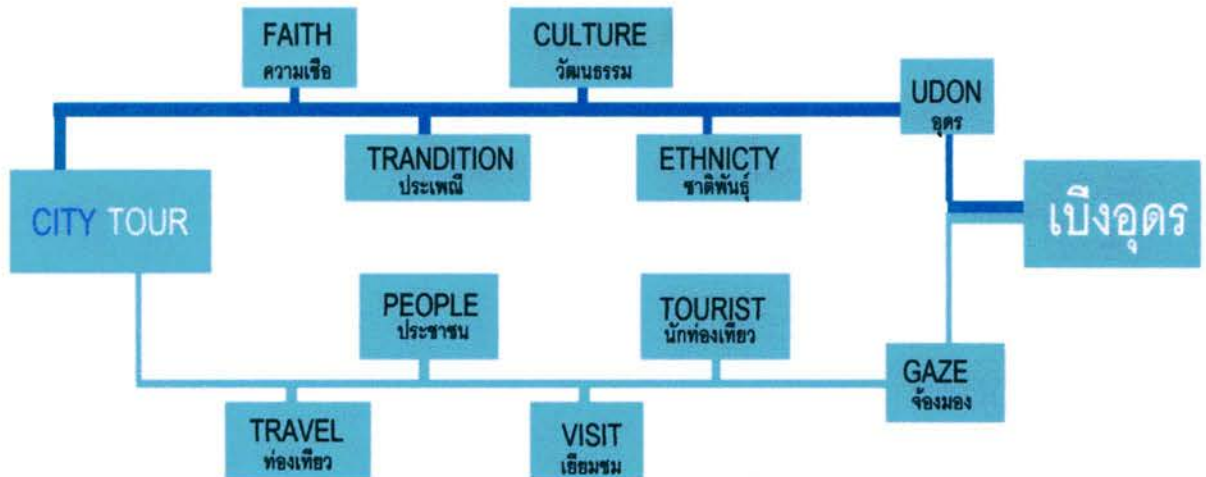 FAITH
ความเชื่อ
CULTURE
วัฒนธรรม
UDON
อุดร
TRANDITION
ประเพณี
ETHNICTY
ชาติพันธุ์
CITY TOUR
เบิ่งอุดร
PEOPLE
ประชาชน
TOURIST
นักท่องเที่ยว
GAZE
จ้องมอง
TRAVEL
ท่องเที่ยว
VISIT
เยี่ยมชม